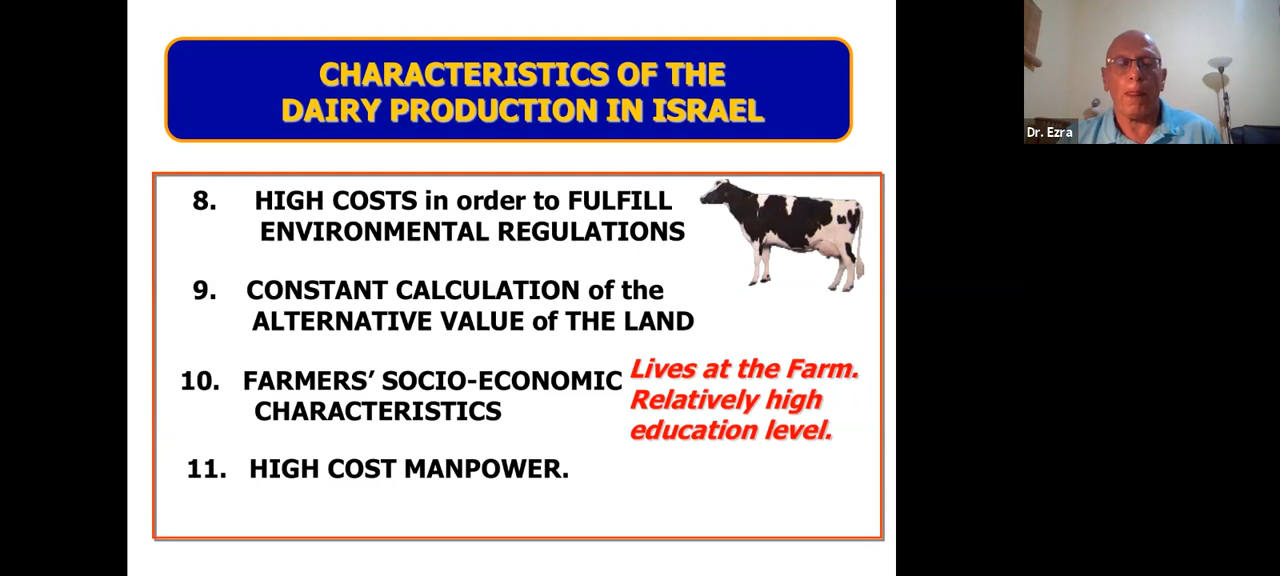 CHARACTERISTICS OF THE
DAIRY PRODUCTION IN ISRAEL
8. HIGH COSTS in order to FULFILL
ENVIRONMENTAL REGULATIONS
9. CONSTANT CALCULATION of the
ALTERNATIVE VALUE of THE LAND
10. FARMERS’ SOCIO-ECONOMIC
CHARACTERISTICS
Lives at the Farm.
Relatively high
education level.
11. HIGH COST MANPOWER.
Dr. Ezra